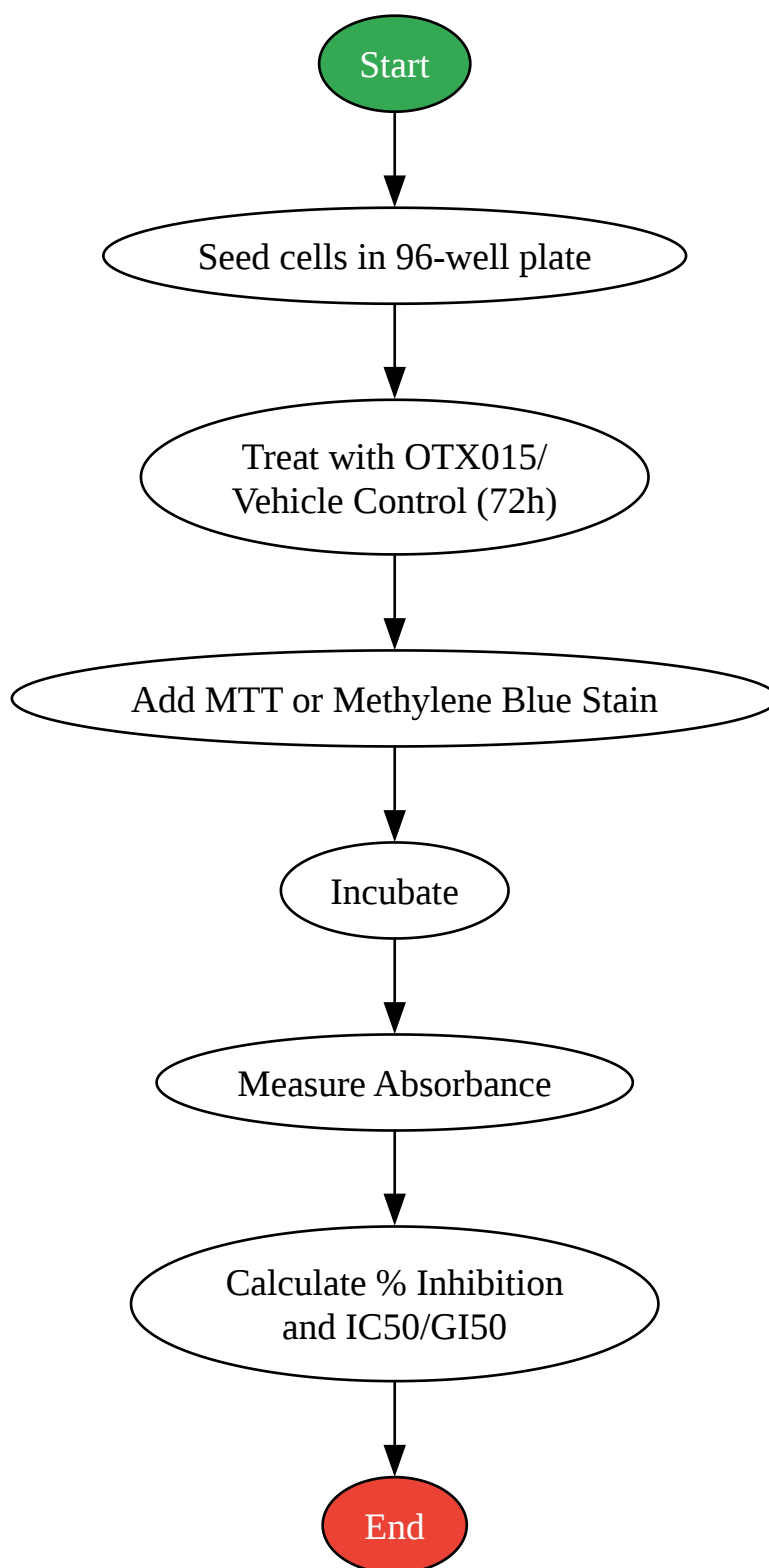 Start
Seed cells in 96-well plate
Treat with OTX015/
Vehicle Control (72h)
Add MTT or Methylene Blue Stain
Incubate
Measure Absorbance
Calculate % Inhibition
and IC50/GI50
End